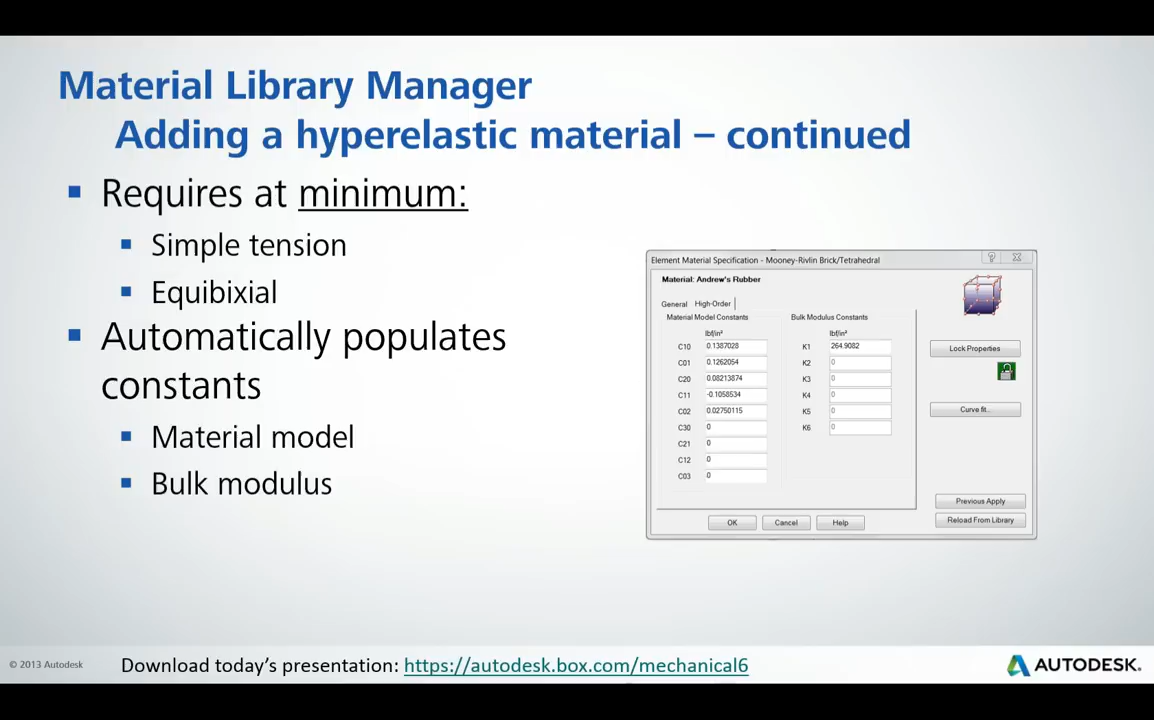 Material Library Manager
Adding a hyperelastic material – continued
▪ Requires at minimum:
▪ Simple tension
▪ Equibixial
▪ Automatically populates
constants
▪ Material model
▪ Bulk modulus
Element Material Specification - Mooney-Rivlin Brick/Tetrahedral
Material: Andrew's Rubber
General High-Order
Material Model Constants Bulk Modulus Constants
lbf/in² lbf/in²
C10 0.1387028 K1 264.9082
C01 0.1262054 K2 0
C20 0.08213874 K3 0
C11 -0.1058534 K4 0
C02 0.02750115 K5 0
C30 0 K6 0
C21 0
C12 0
C03 0
Lock Properties
Curve fit...
Previous Apply
Reload From Library
OK Cancel Help
© 2013 Autodesk
Download today's presentation: https://autodesk.box.com/mechanical6
AUTODESK.